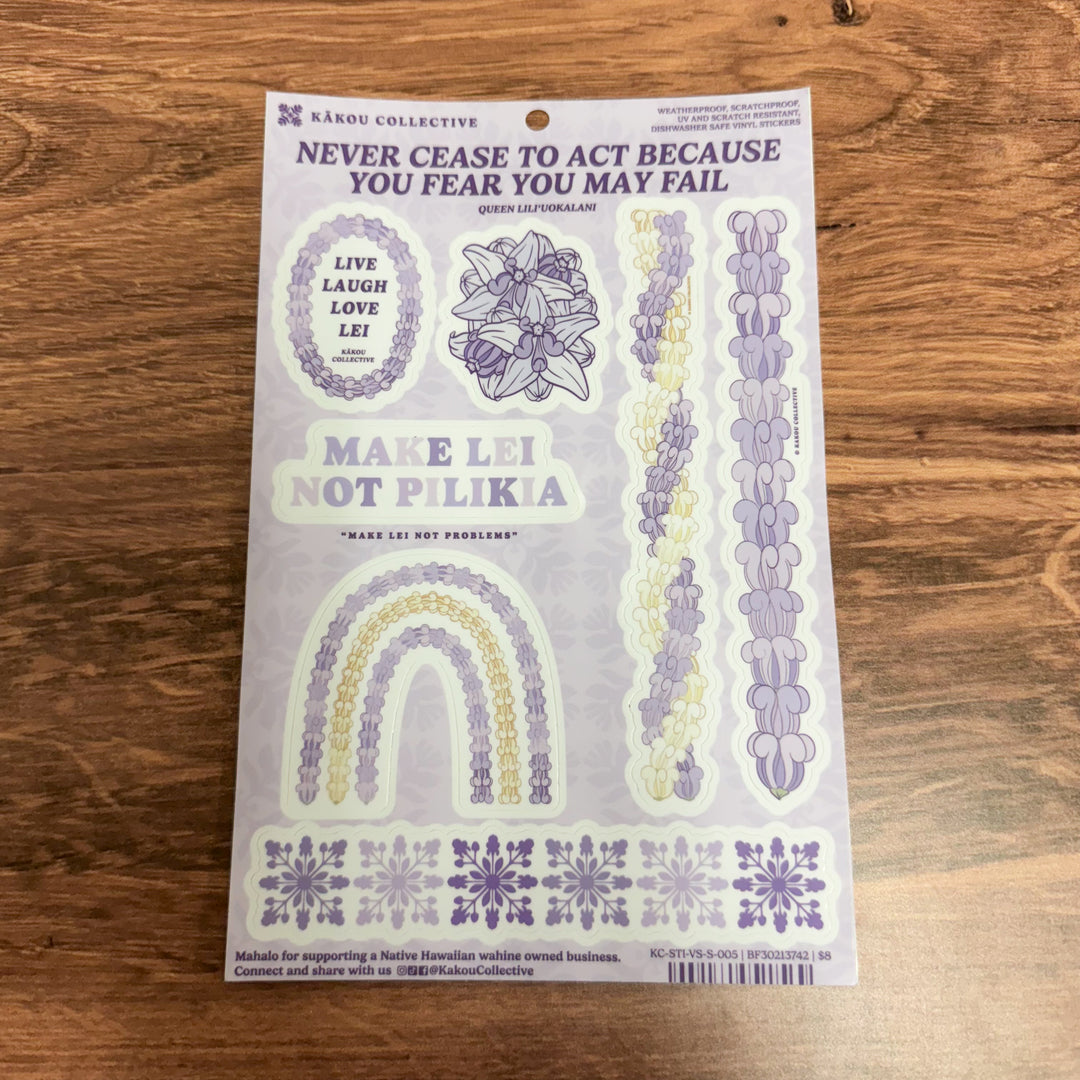 KĀKOU COLLECTIVE
WEATHERPROOF, SCRATCHPROOF,
UV AND SCRATCH RESISTANT,
DISHWASHER SAFE VINYL STICKERS
NEVER CEASE TO ACT BECAUSE
YOU FEAR YOU MAY FAIL
QUEEN LILIʻUOKALANI
LIVE
LAUGH
LOVE
LEI
KĀKOU
COLLECTIVE
© KAKOU COLLECTIVE
MAKE LEI
NOT PILIKIA
"MAKE LEI NOT PROBLEMS"
Mahalo for supporting a Native Hawaiian wahine owned business.
Connect and share with us @KakouCollective
KC-STI-VS-S-005 | BF30213742 | $8